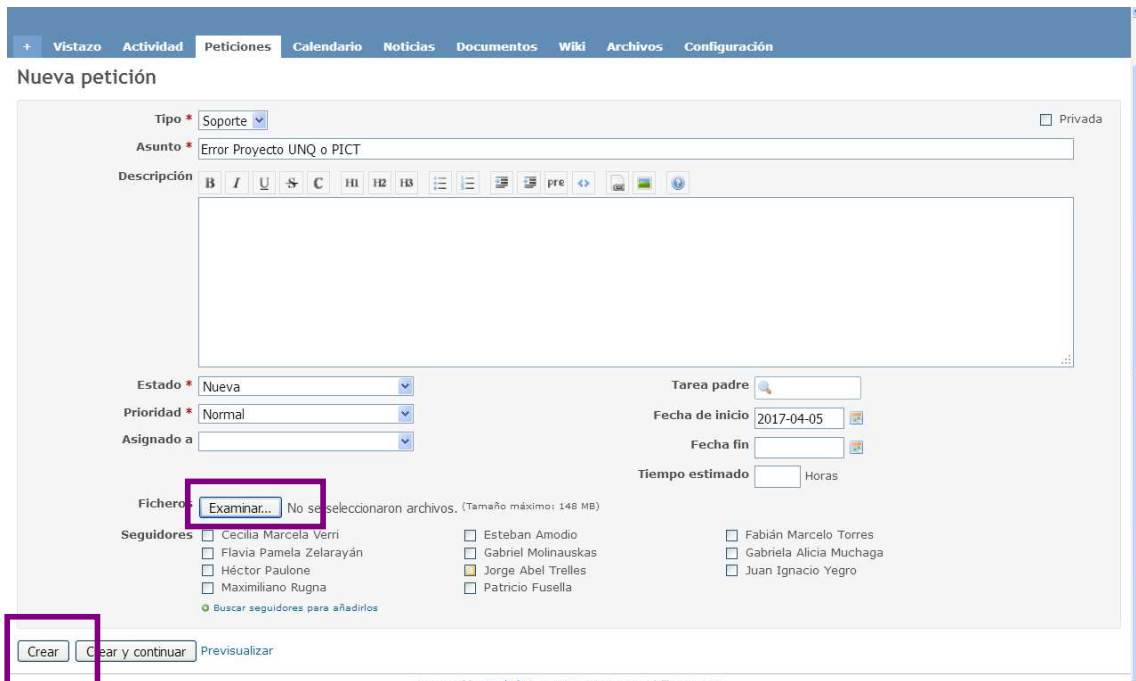 + Vistazo Actividad Peticiones Calendario Noticias Documentos Wiki Archivos Configuración
Nueva petición
Tipo * Soporte Privada
Asunto * Error Proyecto UNQ o PICT
Descripción B I U S C H1 H2 H3 pre <> ?
Estado * Nueva Tarea padre
Prioridad * Normal Fecha de inicio 2017-04-05
Asignado a Fecha fin
Tiempo estimado Horas
Ficheros Examinar... No se seleccionaron archivos. (Tamaño máximo: 148 MB)
Seguidores Cecilia Marcela Verri Esteban Amodio Fabián Marcelo Torres
Flavia Pamela Zelarayán Gabriel Molinauskas Gabriela Alicia Muchaga
Héctor Paulone Jorge Abel Trelles Juan Ignacio Yegro
Maximiliano Rugna Patricio Fusella
Buscar seguidores para añadirlos
Crear Crear y continuar Previsualizar